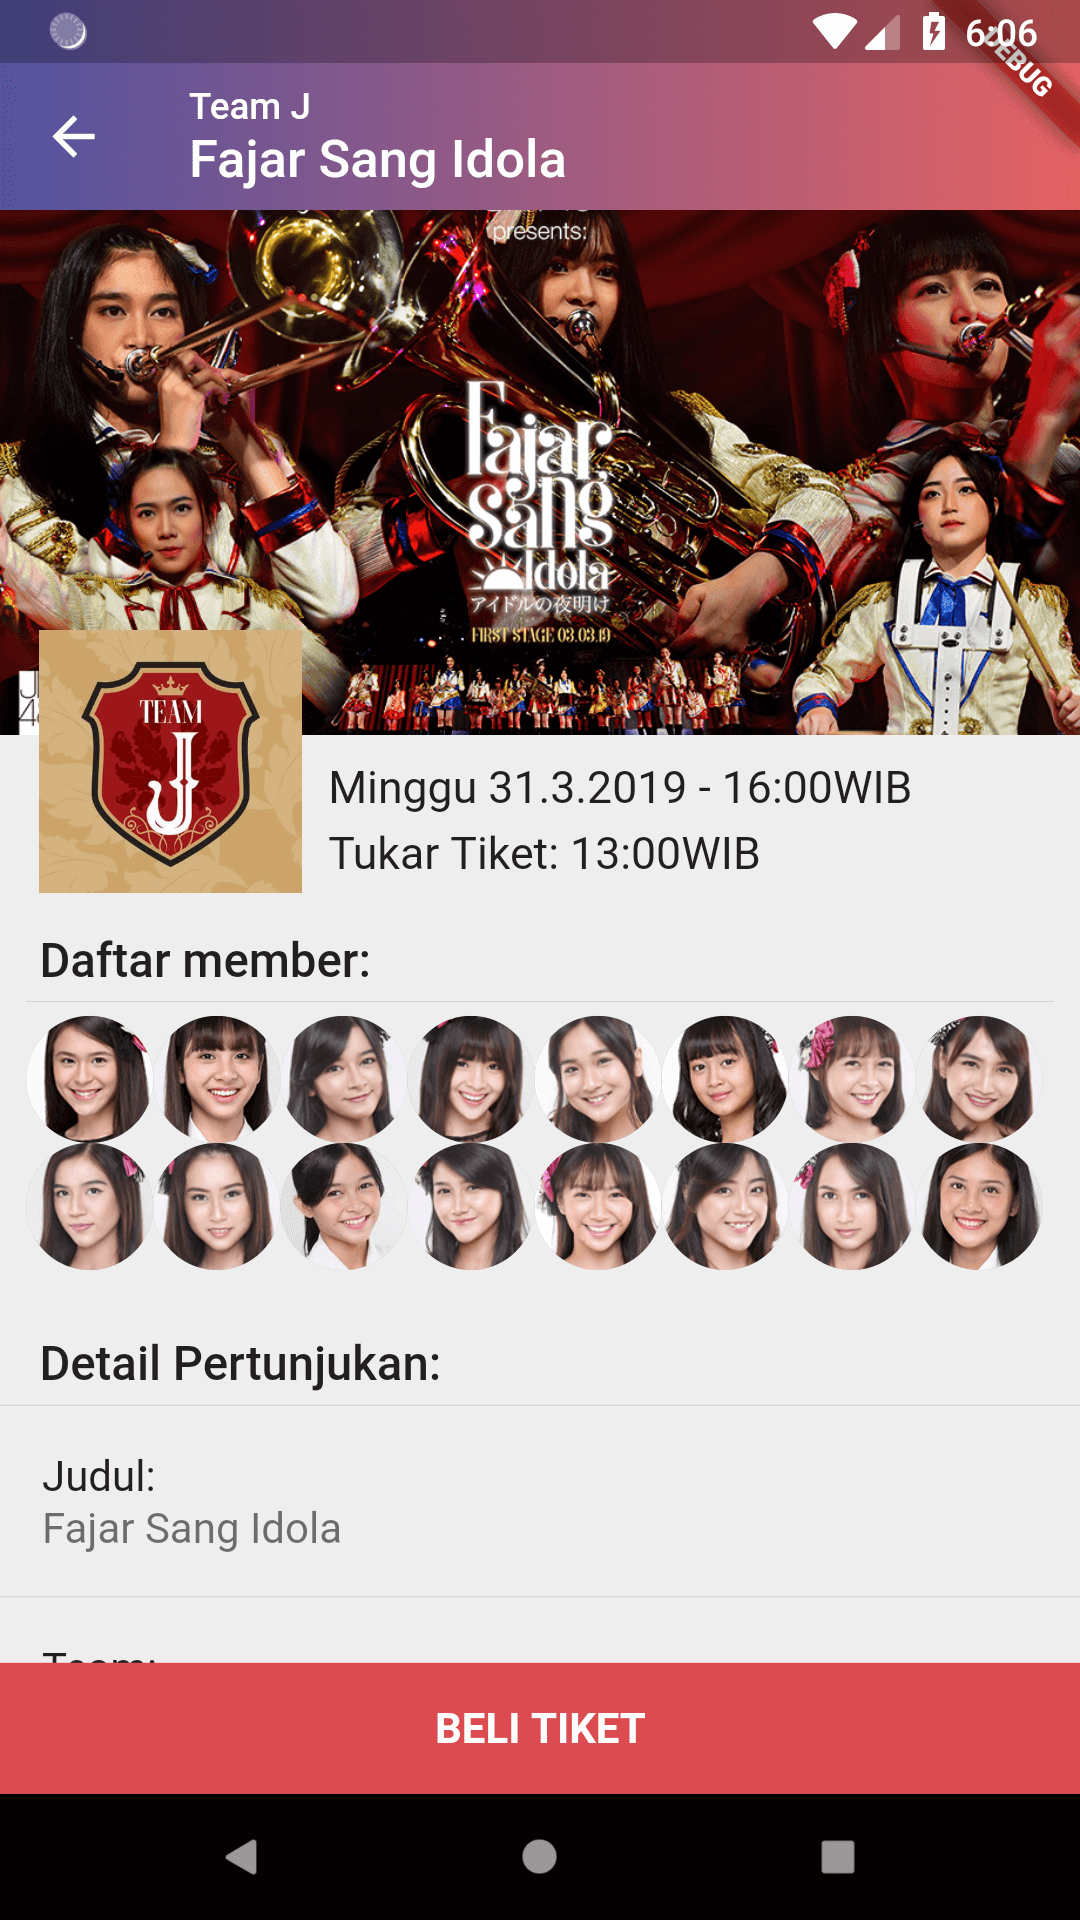 6:06
DEBUG
Team J
Fajar Sang Idola
presents:
Fajar
sang
Idola
アイドルの夜明け
FIRST STAGE 03.03.19
TEAM
J
Minggu 31.3.2019 - 16:00WIB
Tukar Tiket: 13:00WIB
Daftar member:
Detail Pertunjukan:
Judul:
Fajar Sang Idola
Team:
BELI TIKET